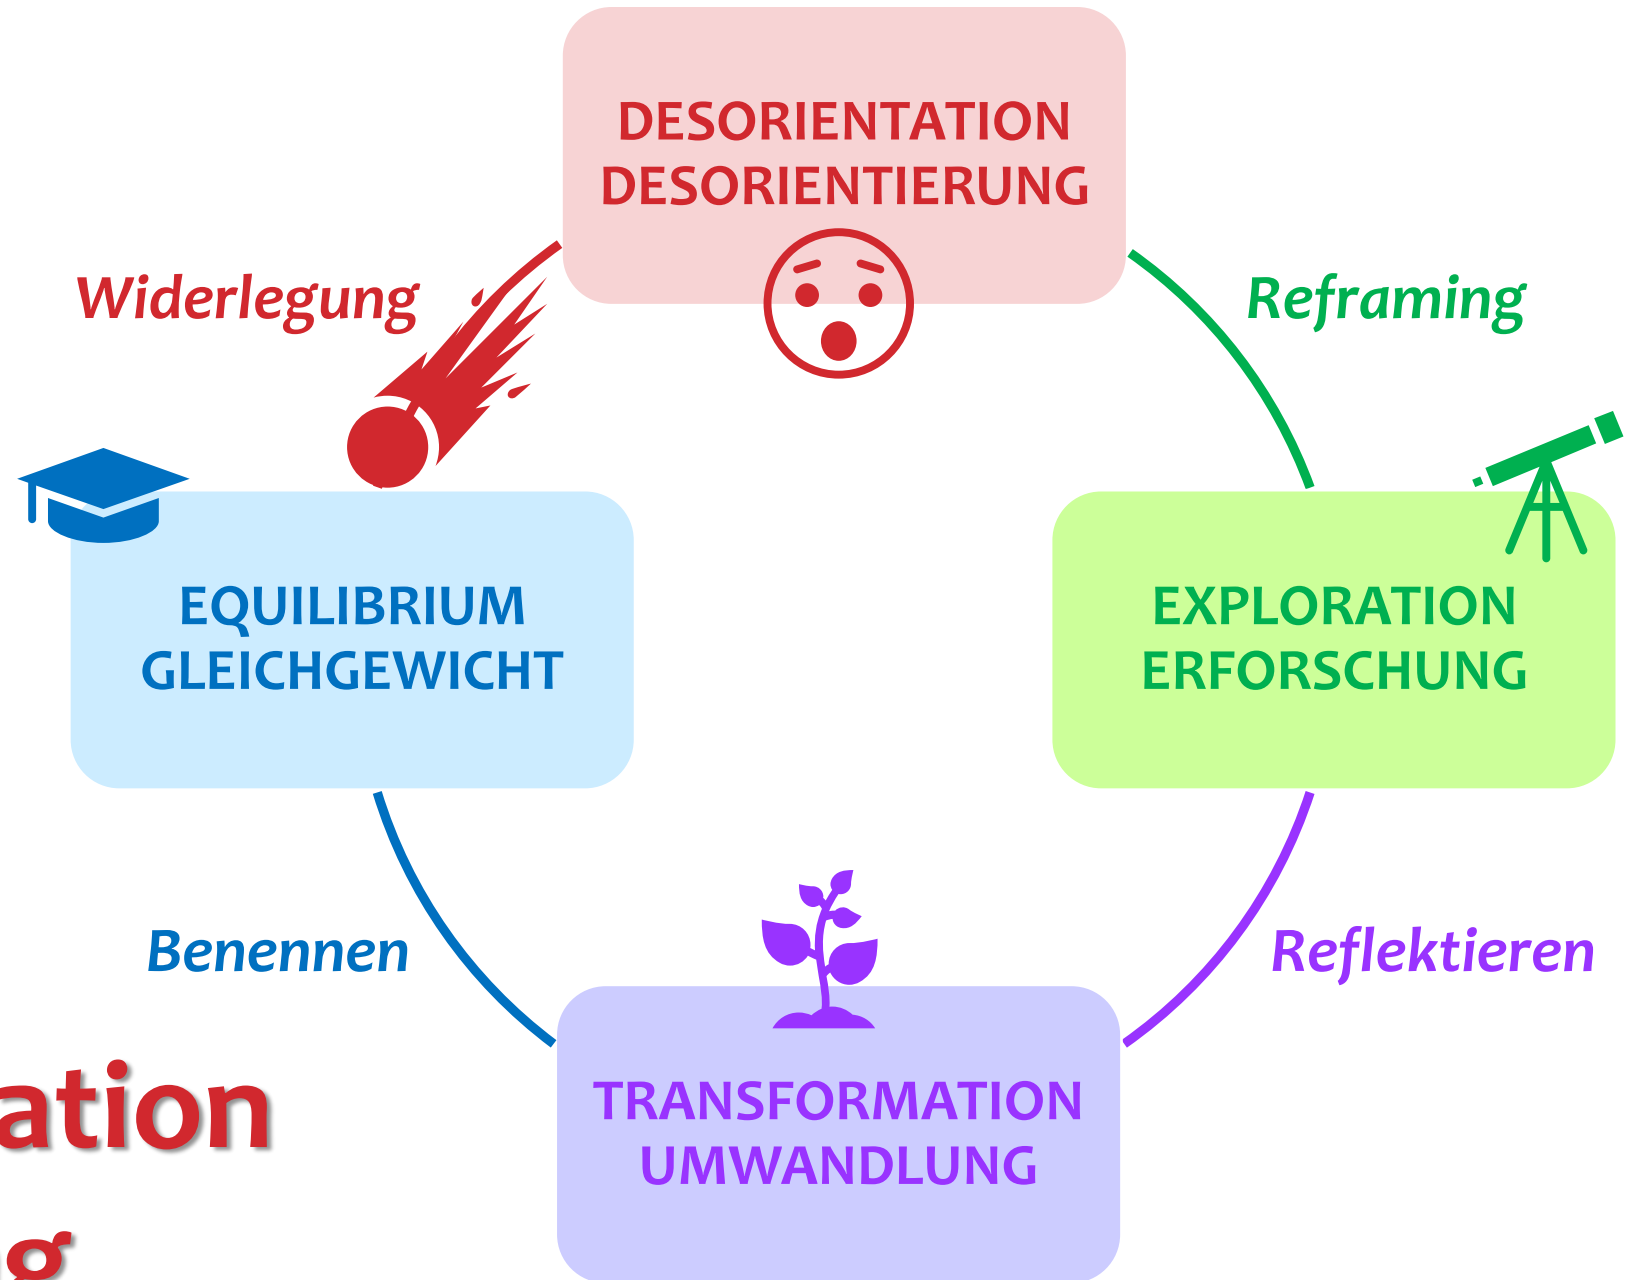 DESORIENTATION
DESORIENTIERUNG
Widerlegung
Reframing
EQUILIBRIUM
GLEICHGEWICHT
EXPLORATION
ERFORSCHUNG
Benennen
Reflektieren
ation
TRANSFORMATION
UMWANDLUNG
g